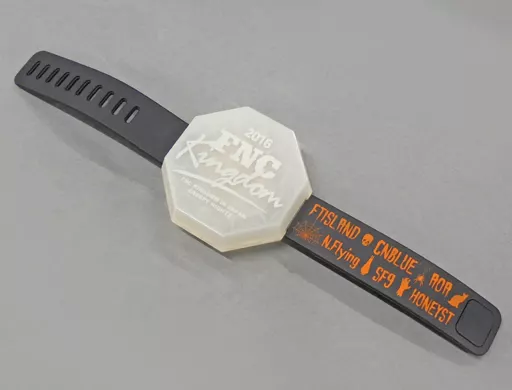 2016
FNC
Kingdom
FTISLAND CNBLUE AOA
N.Flying SF9 HONEYST